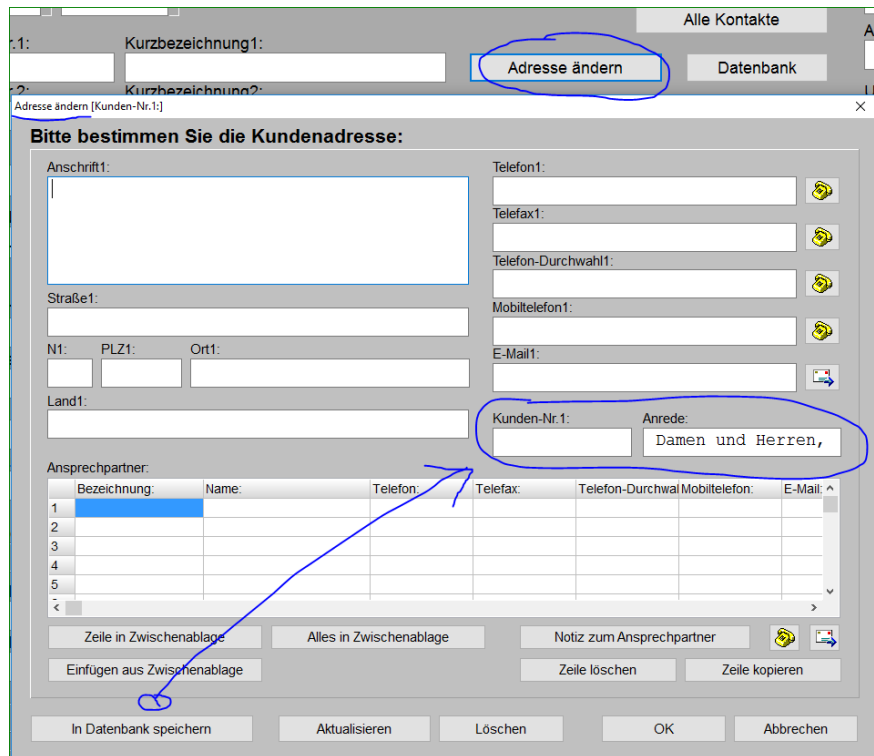 Alle Kontakte
r.1:
Kurzbezeichnung1:
A
Adresse ändern
Datenbank
r.2:
Kurzbezeichnung2:
Adresse ändern [Kunden-Nr.1:]
Bitte bestimmen Sie die Kundenadresse:
Anschrift1:
Telefon1:
Telefax1:
Telefon-Durchwahl1:
Straße1:
Mobiltelefon1:
N1:
PLZ1:
Ort1:
E-Mail1:
Land1:
Kunden-Nr.1:
Anrede:
Damen und Herren,
Ansprechpartner:
Bezeichnung: Name: Telefon: Telefax: Telefon-Durchwal Mobiltelefon: E-Mail:
1
2
3
4
5
Zeile in Zwischenablage
Alles in Zwischenablage
Notiz zum Ansprechpartner
Einfügen aus Zwischenablage
Zeile löschen
Zeile kopieren
In Datenbank speichern
Aktualisieren
Löschen
OK
Abbrechen